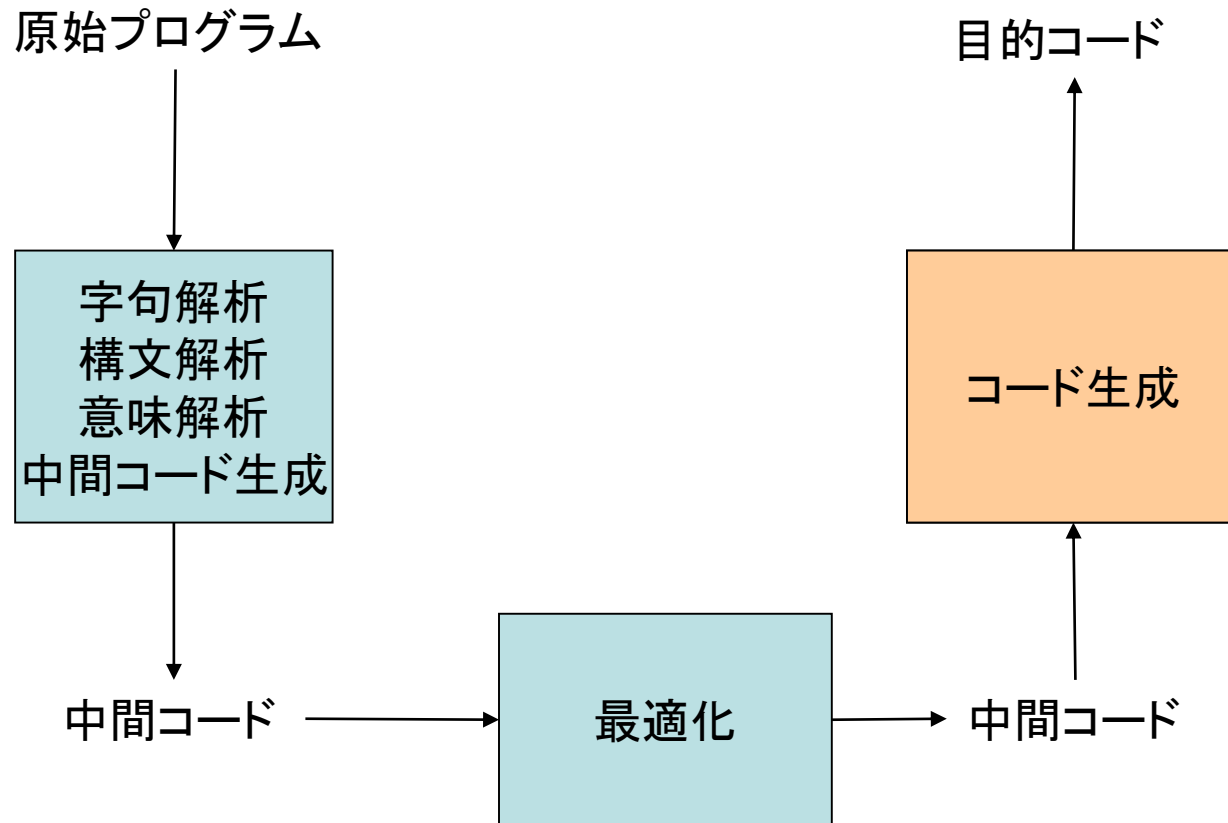 原始プログラム
目的コード
字句解析
構文解析
意味解析
中間コード生成
コード生成
中間コード
最適化
中間コード